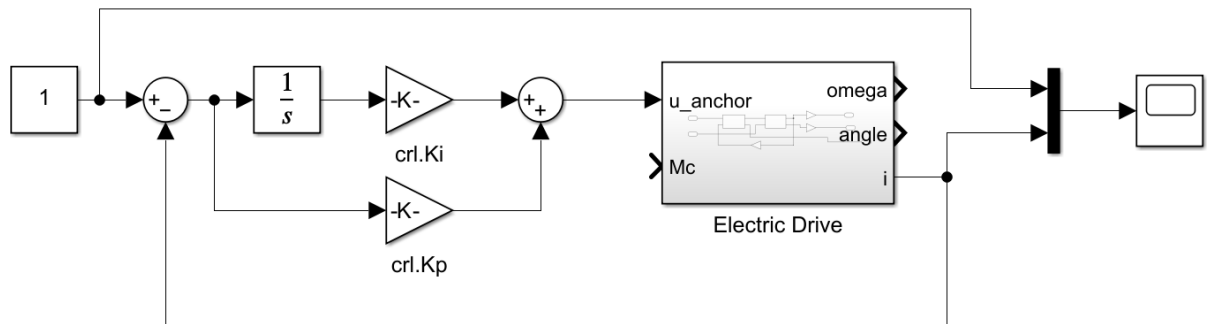 1
+
−
1
s
-K-
crl.Ki
-K-
crl.Kp
+
+
u_anchor
Mc
omega
angle
i
Electric Drive